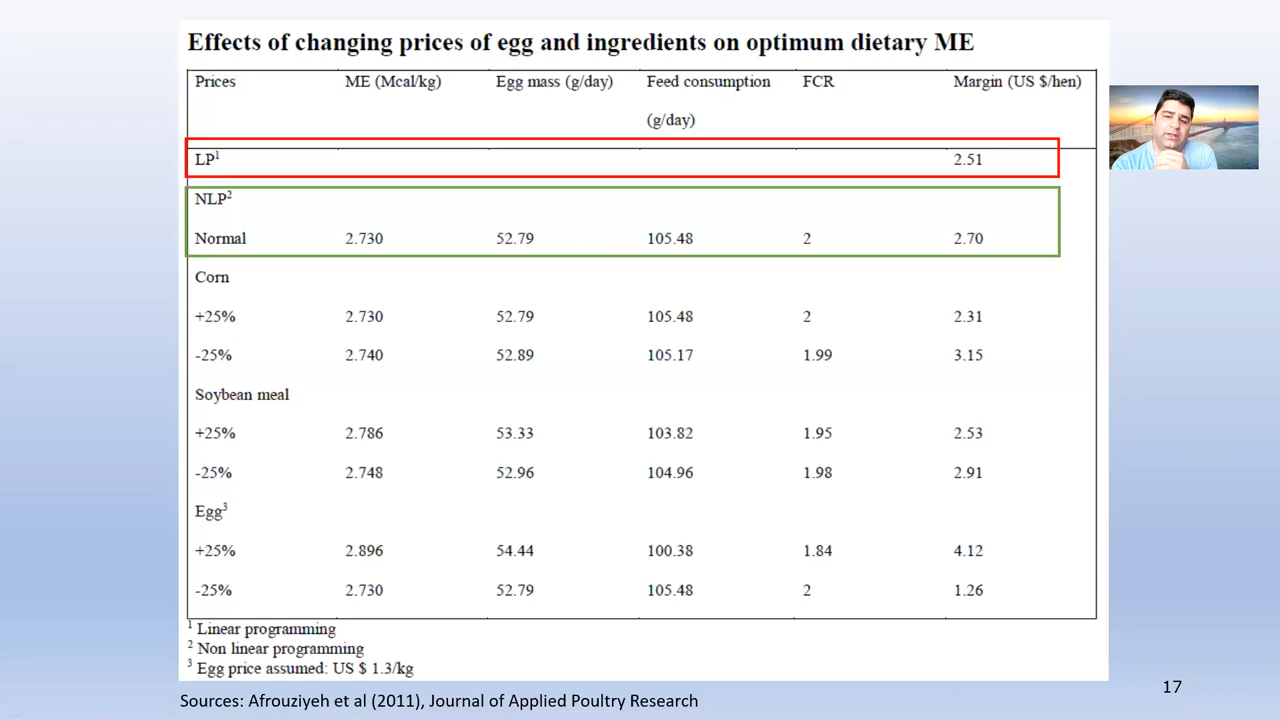 Effects of changing prices of egg and ingredients on optimum dietary ME
Prices ME (Mcal/kg) Egg mass (g/day) Feed consumption FCR Margin (US $/hen)
(g/day)
LP¹ 2.51
NLP²
Normal 2.730 52.79 105.48 2 2.70
Corn
+25% 2.730 52.79 105.48 2 2.31
-25% 2.740 52.89 105.17 1.99 3.15
Soybean meal
+25% 2.786 53.33 103.82 1.95 2.53
-25% 2.748 52.96 104.96 1.98 2.91
Egg³
+25% 2.896 54.44 100.38 1.84 4.12
-25% 2.730 52.79 105.48 2 1.26
¹ Linear programming
² Non linear programming
³ Egg price assumed: US $ 1.3/kg
Sources: Afrouziyeh et al (2011), Journal of Applied Poultry Research
17